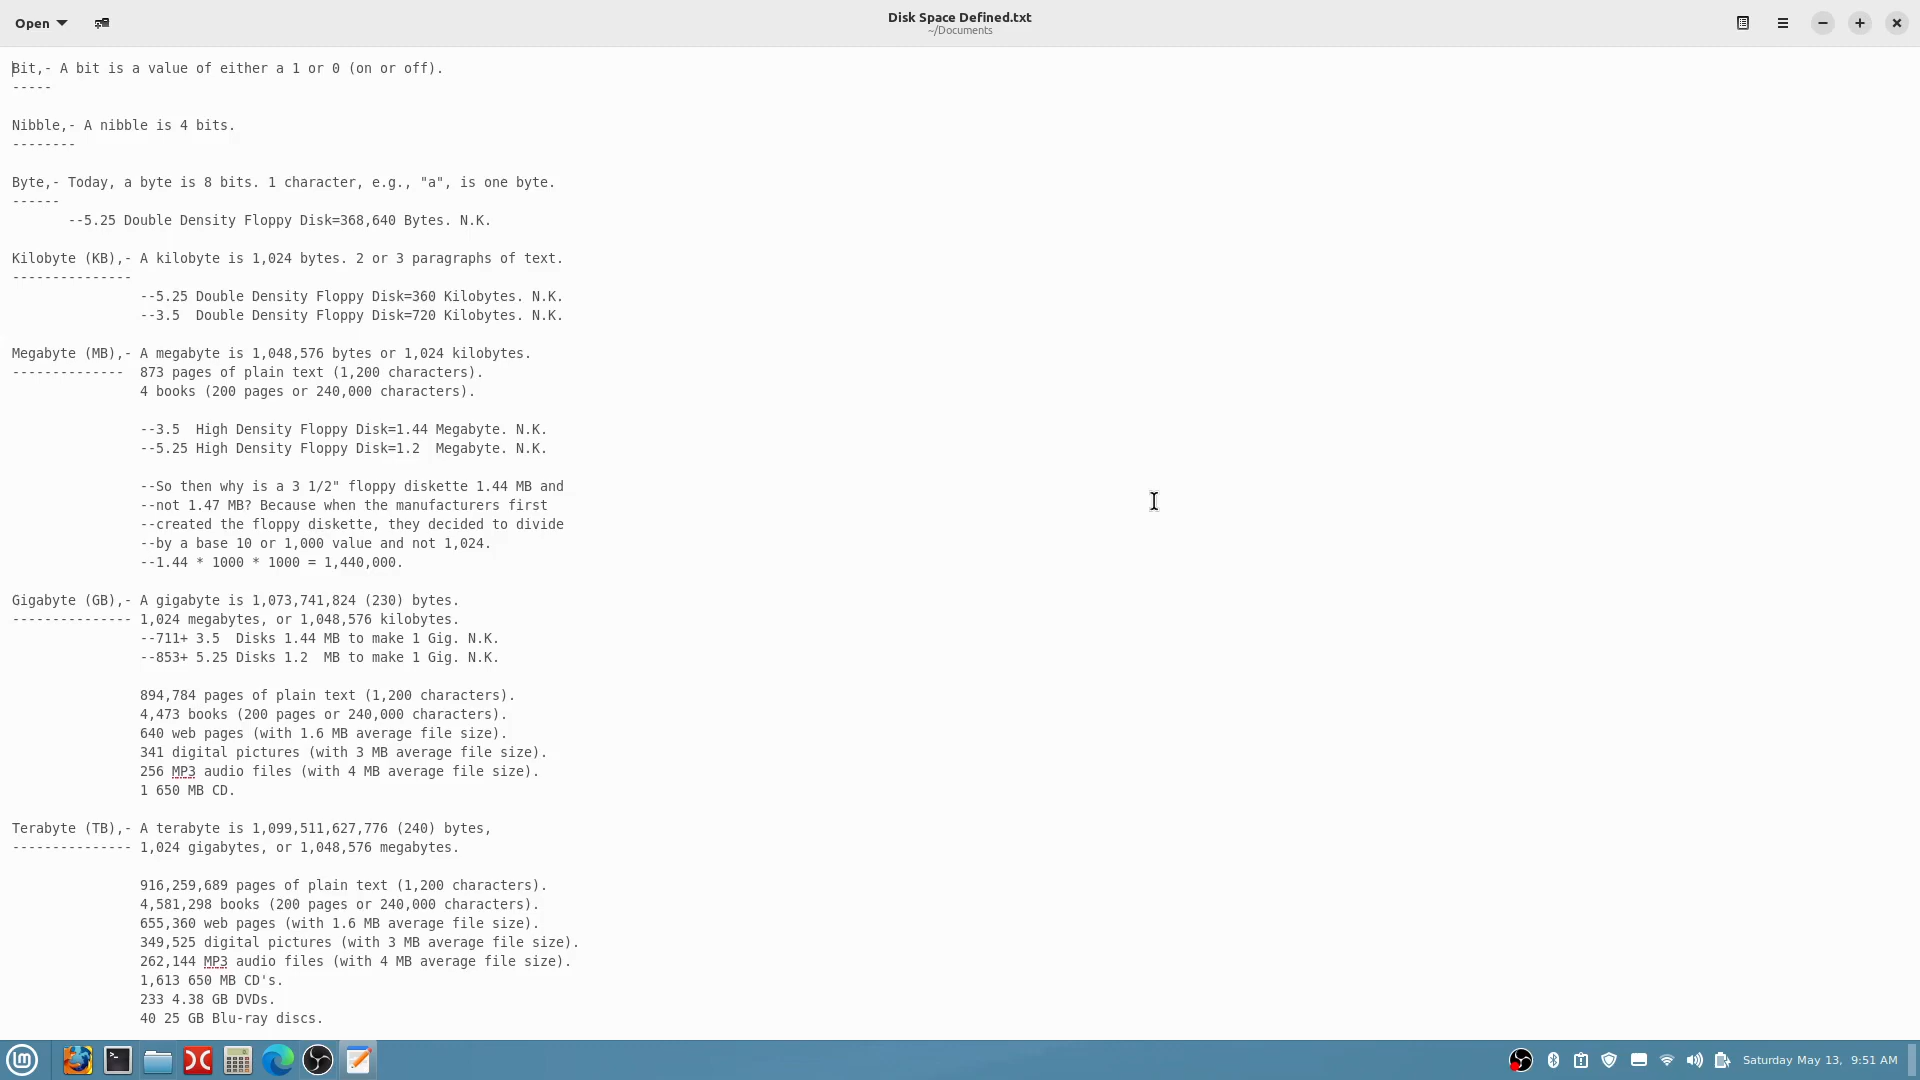 Open
Disk Space Defined.txt
~/Documents
Bit,- A bit is a value of either a 1 or 0 (on or off).
-----
Nibble,- A nibble is 4 bits.
--------
Byte,- Today, a byte is 8 bits. 1 character, e.g., "a", is one byte.
------
--5.25 Double Density Floppy Disk=368,640 Bytes. N.K.
Kilobyte (KB),- A kilobyte is 1,024 bytes. 2 or 3 paragraphs of text.
---------------
--5.25 Double Density Floppy Disk=360 Kilobytes. N.K.
--3.5  Double Density Floppy Disk=720 Kilobytes. N.K.
Megabyte (MB),- A megabyte is 1,048,576 bytes or 1,024 kilobytes.
--------------  873 pages of plain text (1,200 characters).
4 books (200 pages or 240,000 characters).
--3.5  High Density Floppy Disk=1.44 Megabyte. N.K.
--5.25 High Density Floppy Disk=1.2  Megabyte. N.K.
--So then why is a 3 1/2" floppy diskette 1.44 MB and
--not 1.47 MB? Because when the manufacturers first
--created the floppy diskette, they decided to divide
--by a base 10 or 1,000 value and not 1,024.
--1.44 * 1000 * 1000 = 1,440,000.
Gigabyte (GB),- A gigabyte is 1,073,741,824 (230) bytes.
--------------- 1,024 megabytes, or 1,048,576 kilobytes.
--711+ 3.5  Disks 1.44 MB to make 1 Gig. N.K.
--853+ 5.25 Disks 1.2  MB to make 1 Gig. N.K.
894,784 pages of plain text (1,200 characters).
4,473 books (200 pages or 240,000 characters).
640 web pages (with 1.6 MB average file size).
341 digital pictures (with 3 MB average file size).
256 MP3 audio files (with 4 MB average file size).
1 650 MB CD.
Terabyte (TB),- A terabyte is 1,099,511,627,776 (240) bytes,
--------------- 1,024 gigabytes, or 1,048,576 megabytes.
916,259,689 pages of plain text (1,200 characters).
4,581,298 books (200 pages or 240,000 characters).
655,360 web pages (with 1.6 MB average file size).
349,525 digital pictures (with 3 MB average file size).
262,144 MP3 audio files (with 4 MB average file size).
1,613 650 MB CD's.
233 4.38 GB DVDs.
40 25 GB Blu-ray discs.
Saturday May 13,  9:51 AM